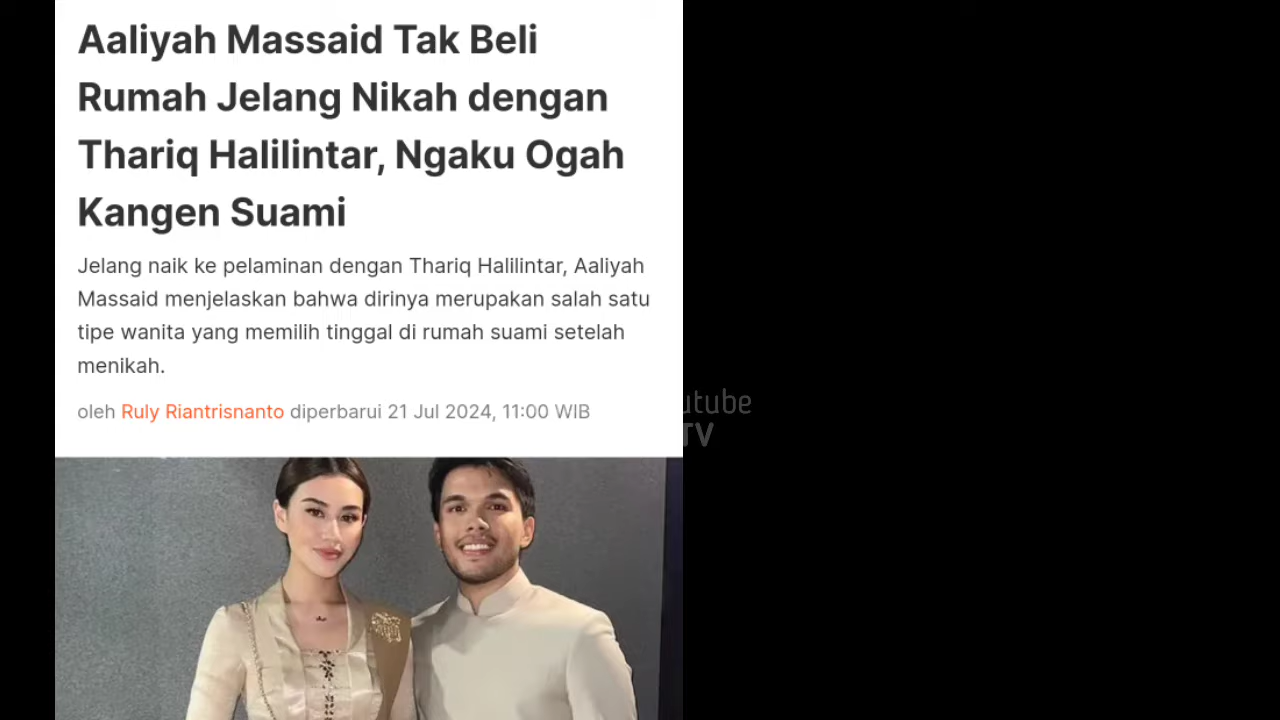 Aaliyah Massaid Tak Beli
Rumah Jelang Nikah dengan
Thariq Halilintar, Ngaku Ogah
Kangen Suami
Jelang naik ke pelaminan dengan Thariq Halilintar, Aaliyah
Massaid menjelaskan bahwa dirinya merupakan salah satu
tipe wanita yang memilih tinggal di rumah suami setelah
menikah.
oleh Ruly Riantrisnanto diperbarui 21 Jul 2024, 11:00 WIB
utube
TV